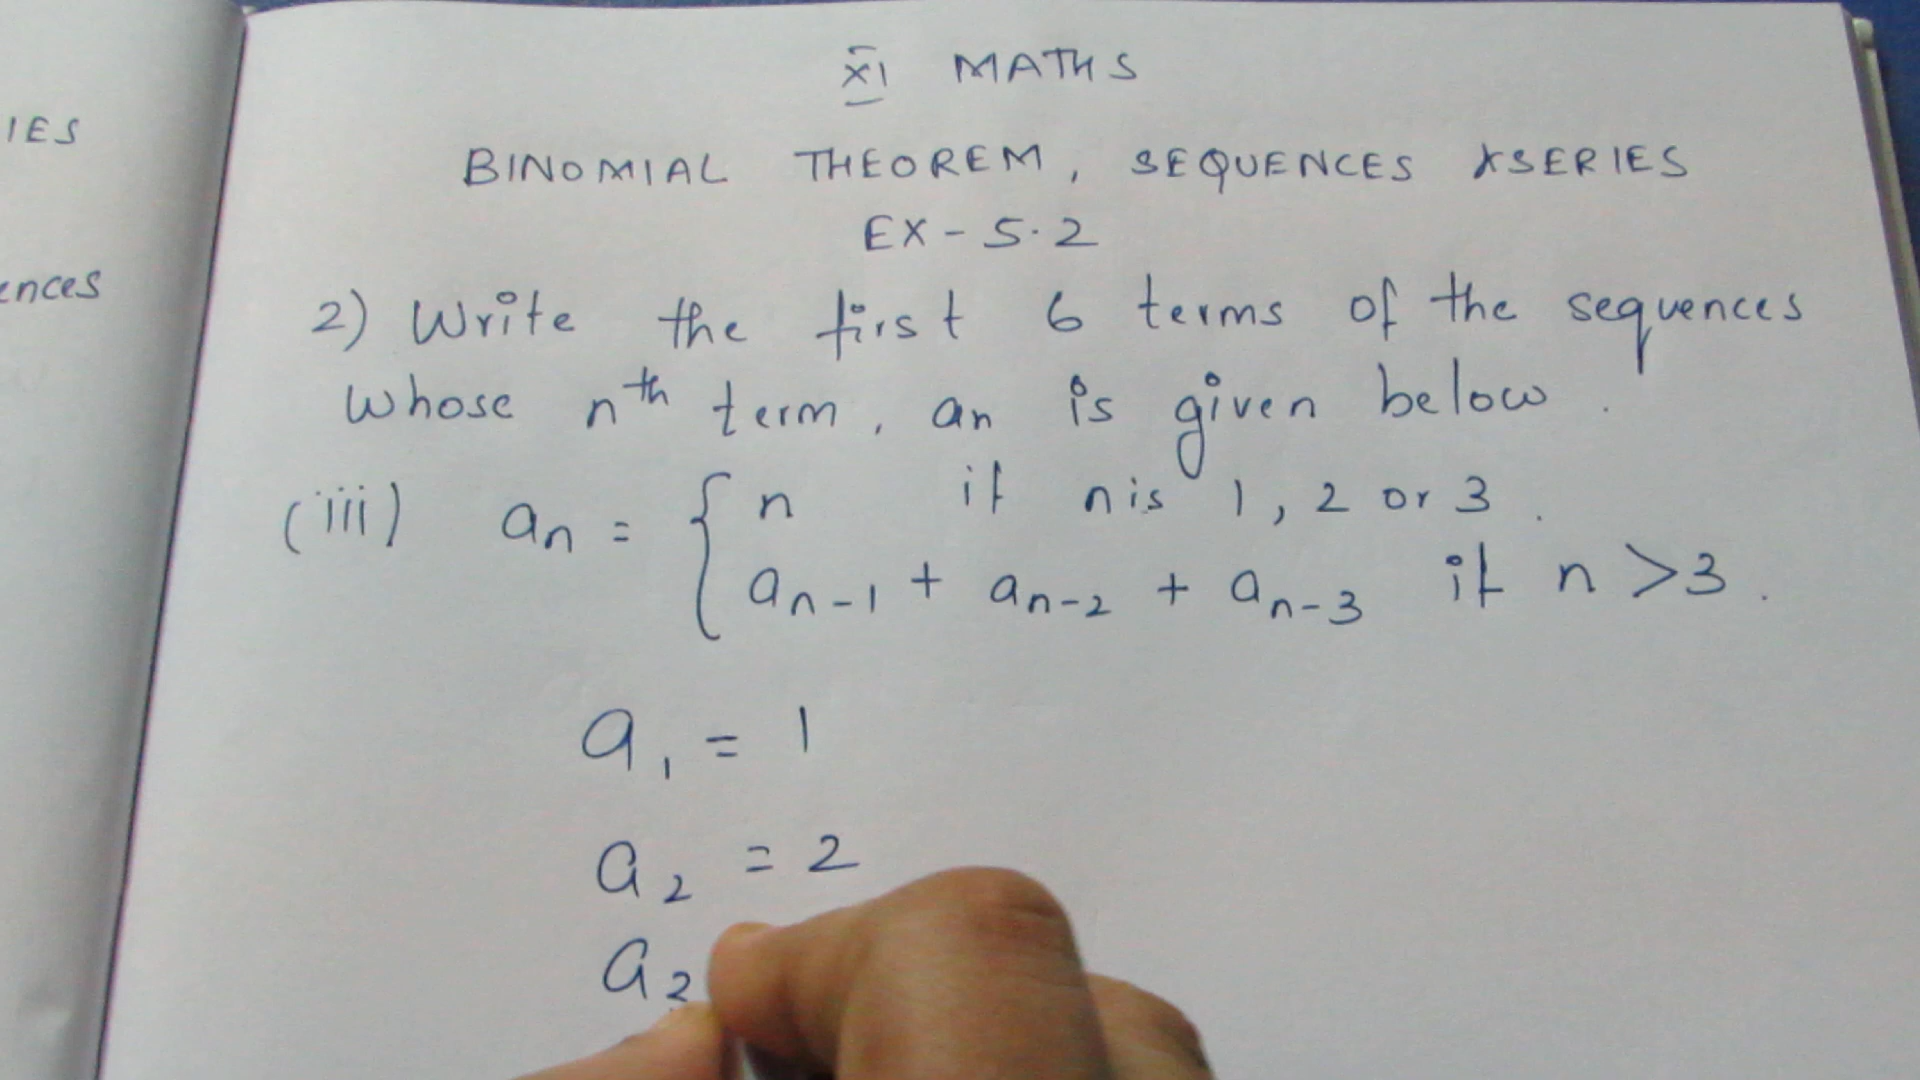 IES
ences
XI MATHS
BINOMIAL THEOREM, SEQUENCES & SERIES
EX - 5.2
2) Write the first 6 terms of the sequences
whose nth term, an is given below.
(iii) an = { n if n is 1, 2 or 3.
an-1 + an-2 + an-3 if n > 3.
a1 = 1
a2 = 2
a